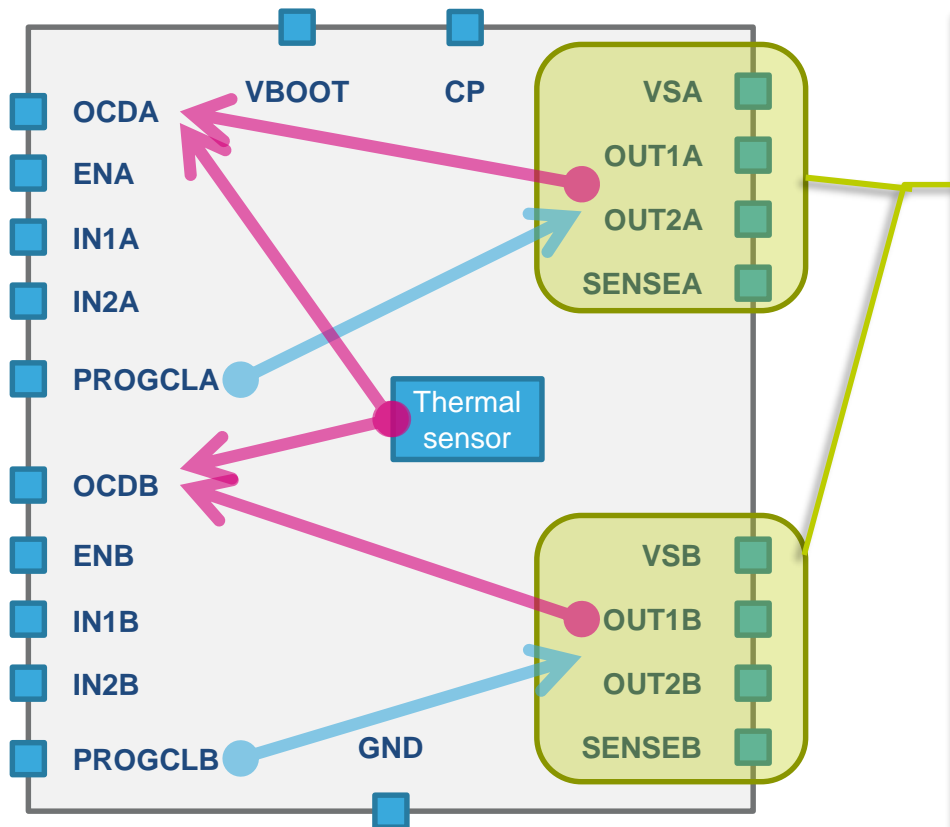 VBOOT
CP
OCDA
ENA
IN1A
IN2A
PROGCLA
VSA
OUT1A
OUT2A
SENSEA
Thermal
sensor
OCDB
ENB
IN1B
IN2B
PROGCLB
VSB
OUT1B
OUT2B
SENSEB
GND